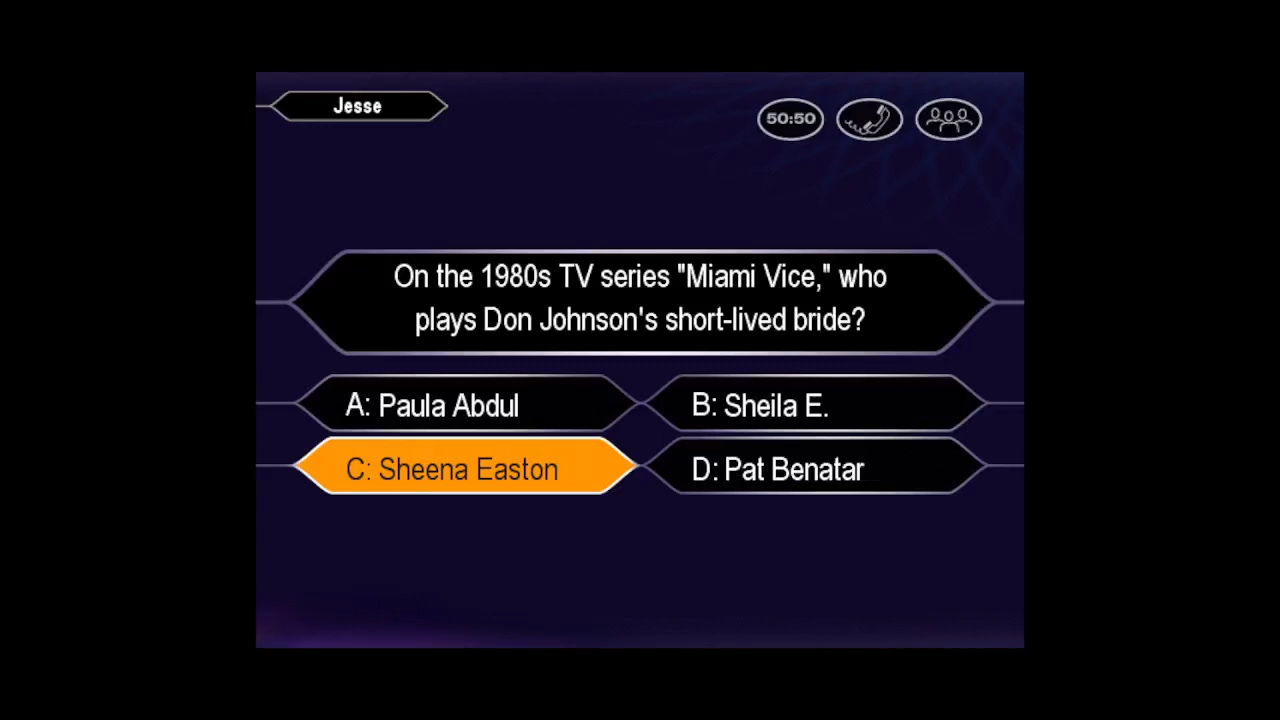 Jesse
50:50
On the 1980s TV series "Miami Vice," who
plays Don Johnson's short-lived bride?
A: Paula Abdul
B: Sheila E.
C: Sheena Easton
D: Pat Benatar